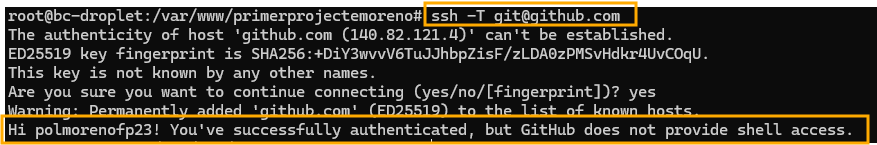 root@bc-droplet:/var/www/primerprojectemoreno# ssh -T git@github.com
The authenticity of host 'github.com (140.82.121.4)' can't be established.
ED25519 key fingerprint is SHA256:+DiY3wvvV6TuJJhbpZisF/zLDA0zPMSvHdkr4UvCOqU.
This key is not known by any other names.
Are you sure you want to continue connecting (yes/no/[fingerprint])? yes
Warning: Permanently added 'github.com' (ED25519) to the list of known hosts.
Hi polmorenofp23! You've successfully authenticated, but GitHub does not provide shell access.